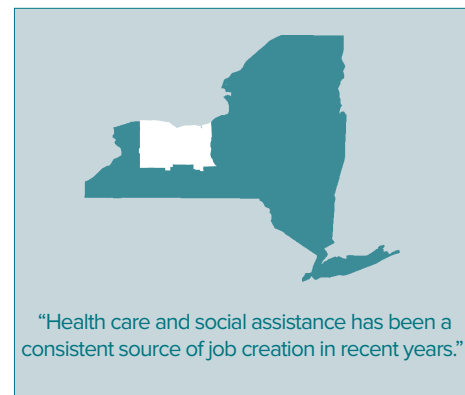 “Health care and social assistance has been a
consistent source of job creation in recent years.”